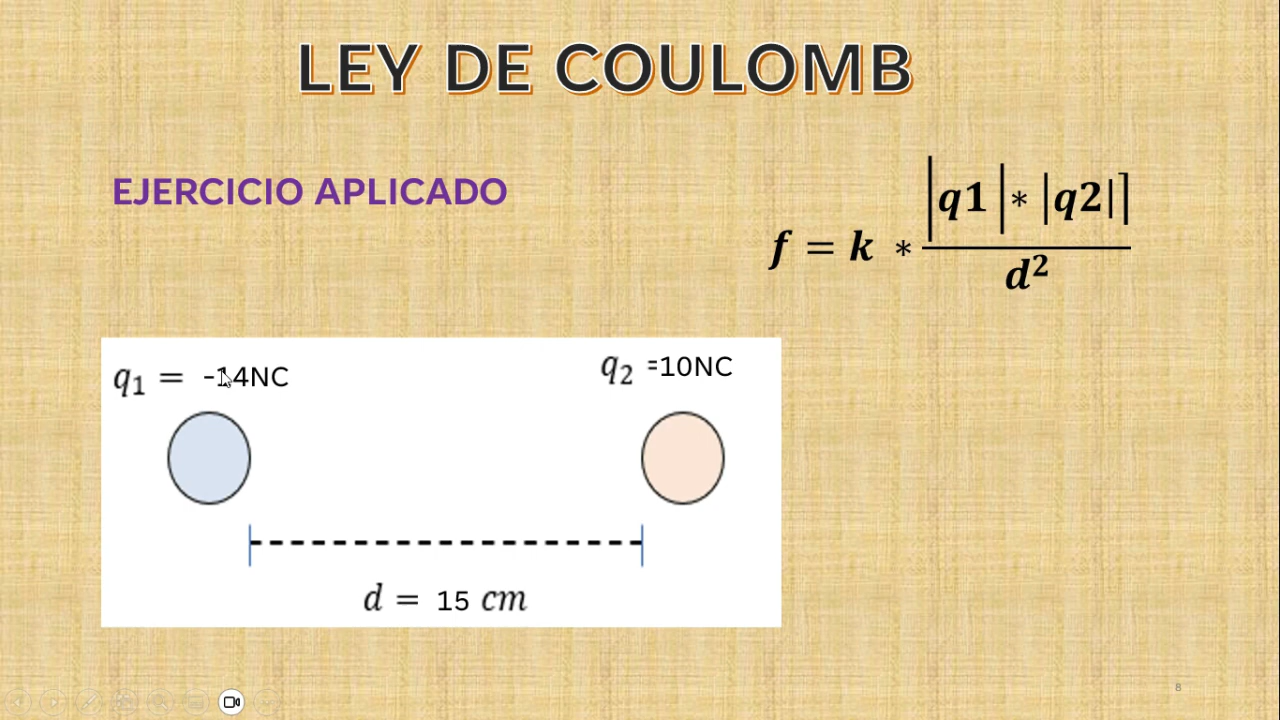 LEY DE COULOMB
EJERCICIO APLICADO
f = k * |q1| * |q2|] / d²
q₁ = -14NC
q₂ =10NC
d = 15 cm
8